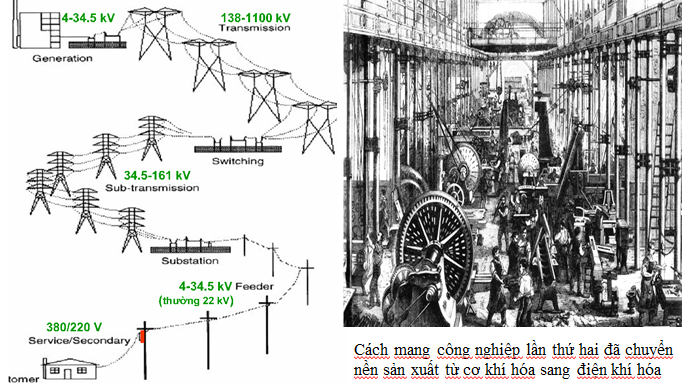 4-34.5 kV
138-1100 kV
Transmission
Generation
Switching
34.5-161 kV
Sub-transmission
Substation
4-34.5 kV Feeder
(thường 22 kV)
380/220 V
Service/Secondary
tomer
Cách mạng công nghiệp lần thứ hai đã chuyển
nền sản xuất từ cơ khí hóa sang điện khí hóa